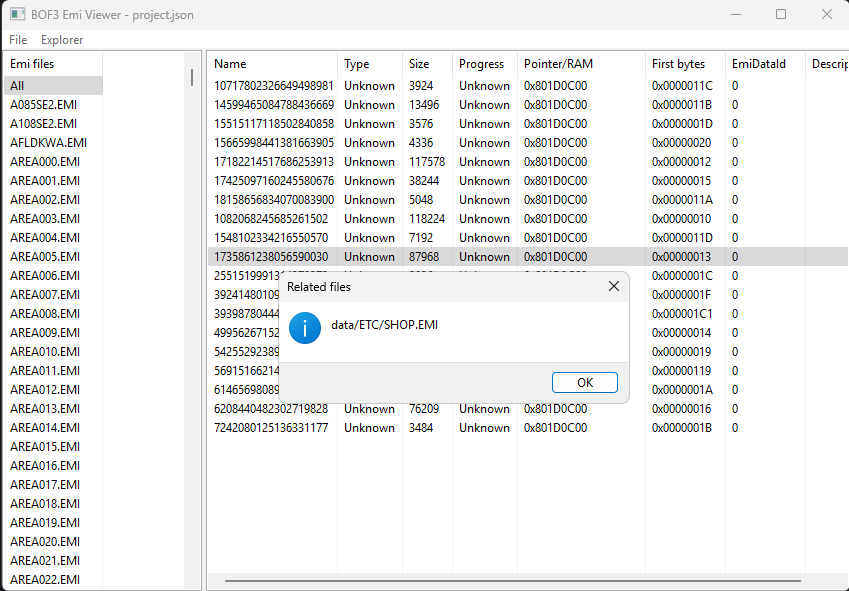 BOF3 Emi Viewer - project.json
File Explorer
Emi files
All
A085SE2.EMI
A108SE2.EMI
AFLDKWA.EMI
AREA000.EMI
AREA001.EMI
AREA002.EMI
AREA003.EMI
AREA004.EMI
AREA005.EMI
AREA006.EMI
AREA007.EMI
AREA008.EMI
AREA009.EMI
AREA010.EMI
AREA011.EMI
AREA012.EMI
AREA013.EMI
AREA014.EMI
AREA015.EMI
AREA016.EMI
AREA017.EMI
AREA018.EMI
AREA019.EMI
AREA020.EMI
AREA021.EMI
AREA022.EMI
Name Type Size Progress Pointer/RAM First bytes EmiDataId Descrip
10717802326649498981 Unknown 3924 Unknown 0x801D0C00 0x0000011C 0
14599465084788436669 Unknown 13496 Unknown 0x801D0C00 0x0000011B 0
15515117118502840858 Unknown 3576 Unknown 0x801D0C00 0x0000001D 0
15665998441381663905 Unknown 4336 Unknown 0x801D0C00 0x00000020 0
17182214517686253913 Unknown 117578 Unknown 0x801D0C00 0x00000012 0
17425097160245580676 Unknown 38244 Unknown 0x801D0C00 0x00000015 0
18158656834070083900 Unknown 5048 Unknown 0x801D0C00 0x0000011A 0
1082068245685261502 Unknown 118224 Unknown 0x801D0C00 0x00000010 0
1548102334216550570 Unknown 7192 Unknown 0x801D0C00 0x0000011D 0
1735861238056590030 Unknown 87968 Unknown 0x801D0C00 0x00000013 0
0x0000001C 0
39241480109 0x0000001F 0
39398780444 0x000001C1 0
49956267152 0x00000014 0
54255292389 0x00000019 0
56915166214 0x00000119 0
61465698089 0x0000001A 0
6208440482302719828 Unknown 76209 Unknown 0x801D0C00 0x00000016 0
7242080125136331177 Unknown 3484 Unknown 0x801D0C00 0x0000001B 0
Related files
data/ETC/SHOP.EMI
OK